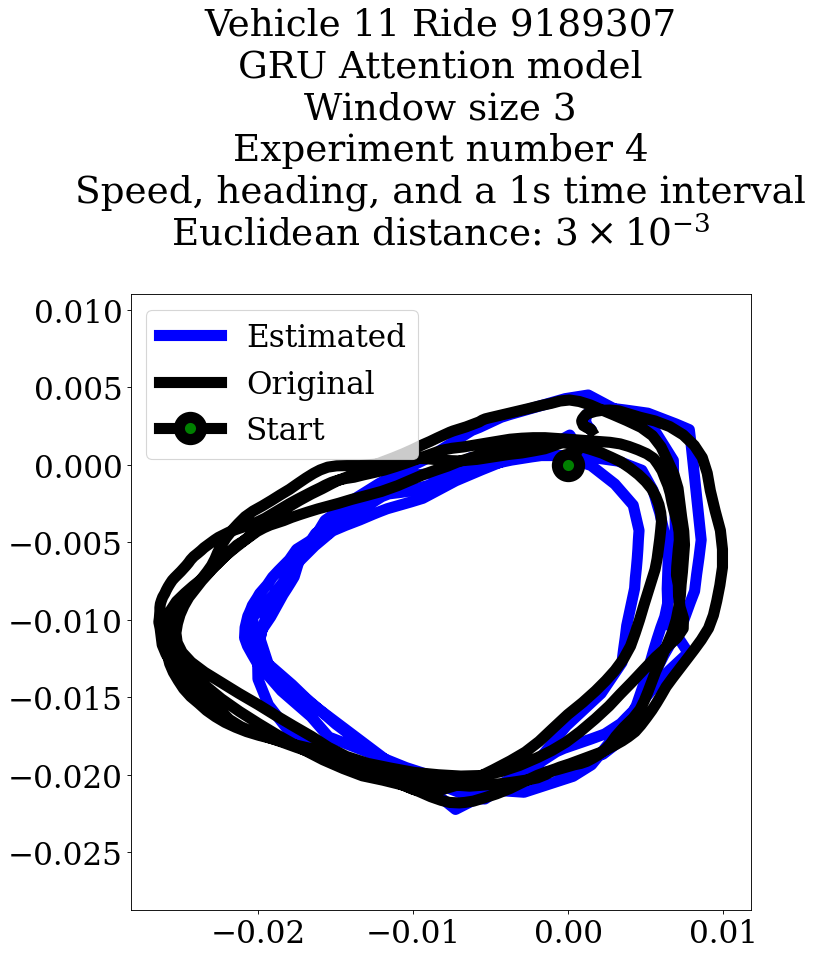 Vehicle 11 Ride 9189307
GRU Attention model
Window size 3
Experiment number 4
Speed, heading, and a 1s time interval
Euclidean distance: 3 × 10⁻³
Estimated
Original
Start
0.010
0.005
0.000
−0.005
−0.010
−0.015
−0.020
−0.025
−0.02 −0.01 0.00 0.01